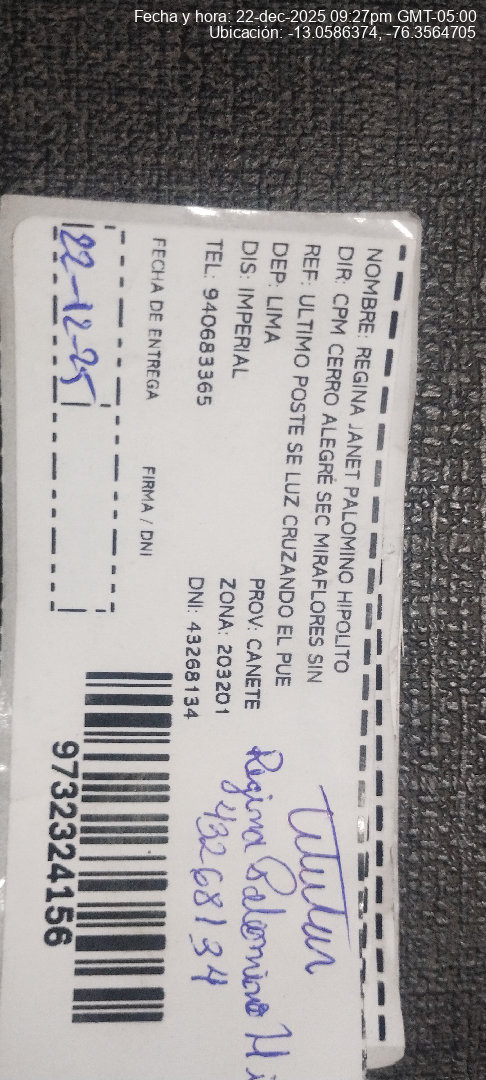 Fecha y hora: 22-dec-2025 09:27pm GMT-05:00
Ubicación: -13.0586374, -76.3564705
NOMBRE: REGINA JANET PALOMINO HIPOLITO
DIR: CPM CERRO ALEGRE SEC MIRAFLORES SIN
REF: ULTIMO POSTE SE LUZ CRUZANDO EL PUE
DEP: LIMA
PROV: CANETE
DIS: IMPERIAL
ZONA: 203201
TEL: 940683365
DNI: 43268134
FECHA DE ENTREGA
FIRMA / DNI
22-12-25
9732324156
Titular
Regina Palomino Hi
43268134